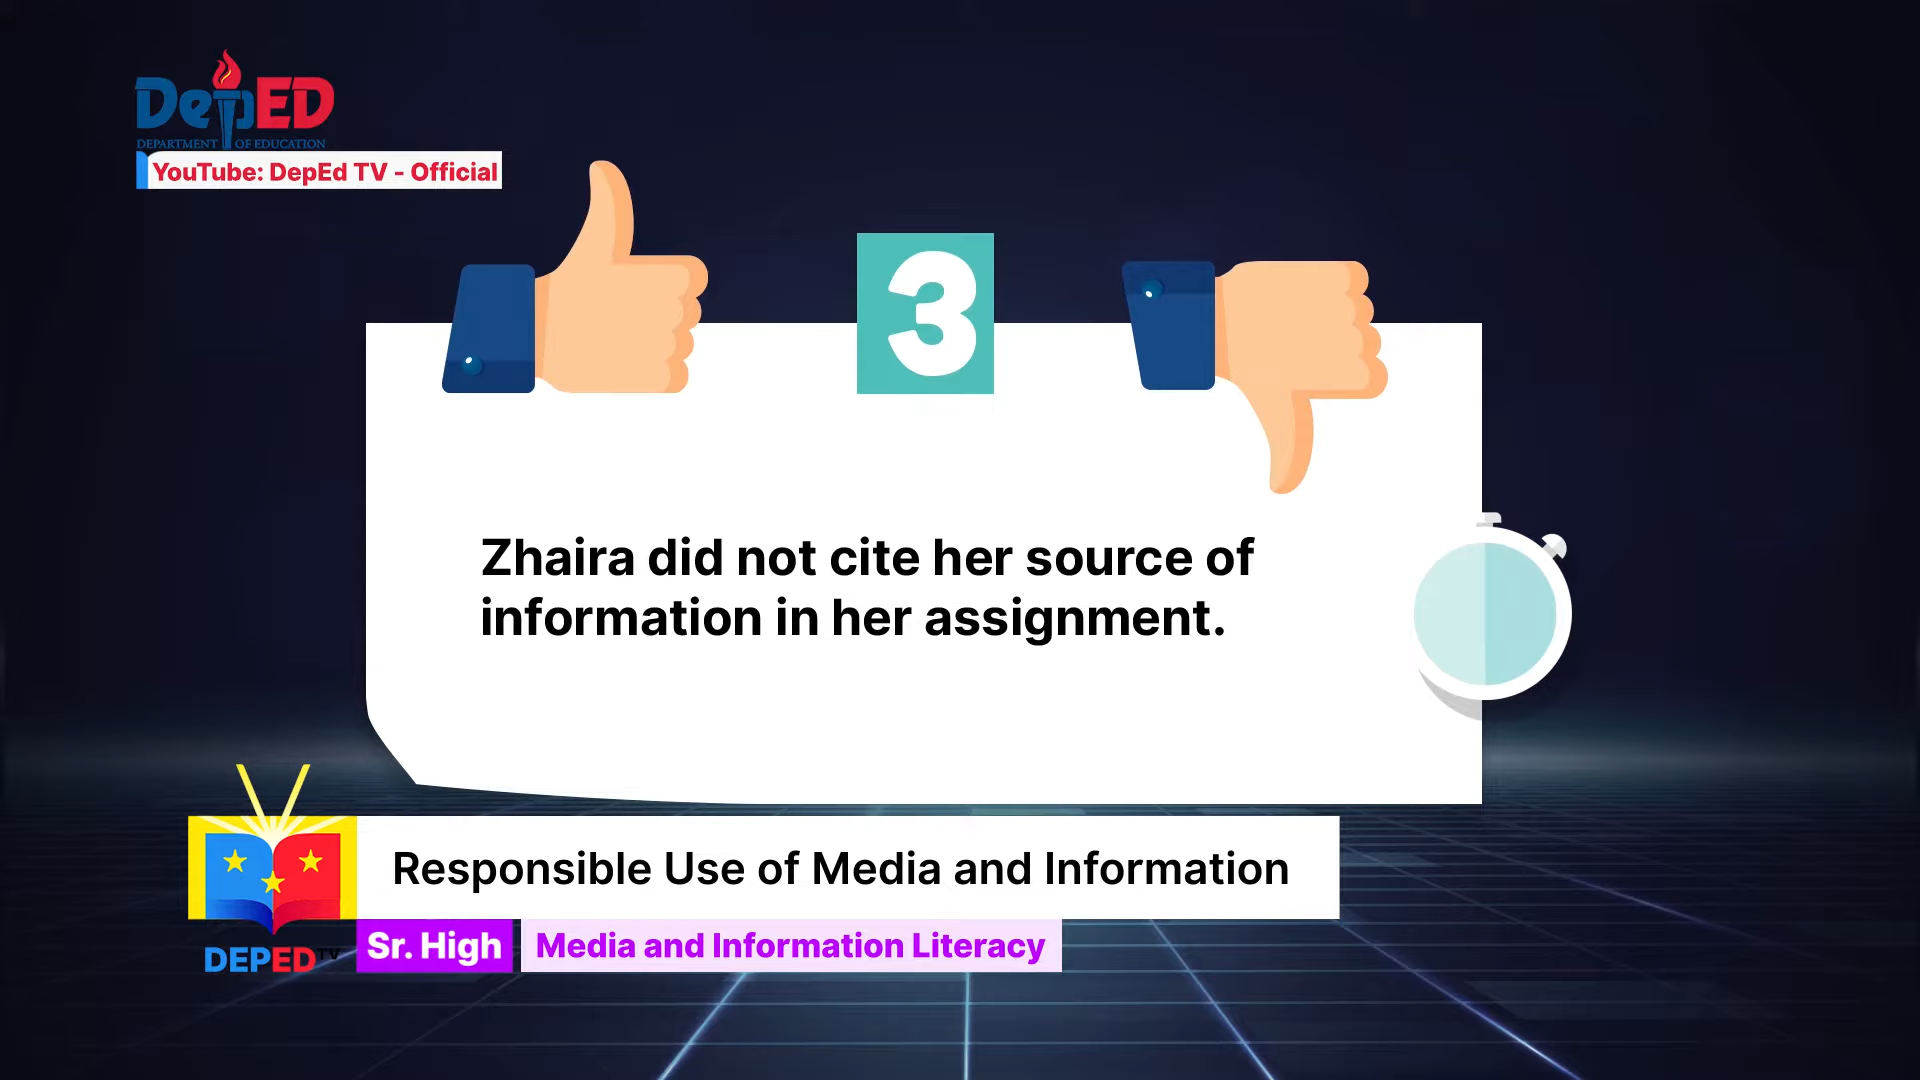 DepED
DEPARTMENT OF EDUCATION
YouTube: DepEd TV - Official
3
Zhaira did not cite her source of
information in her assignment.
Responsible Use of Media and Information
DEPED TV
Sr. High
Media and Information Literacy